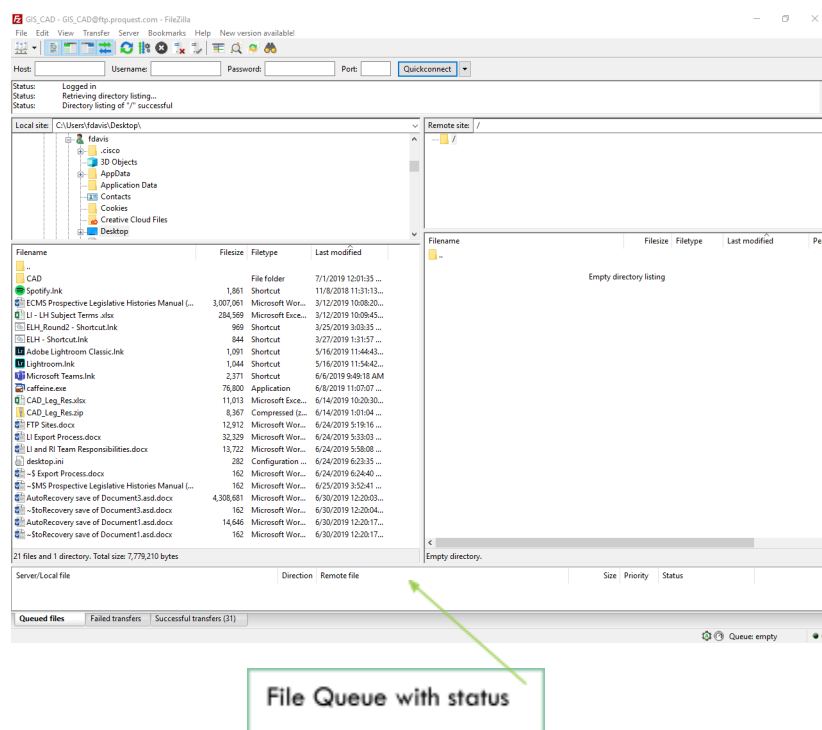 GIS_CAD - GIS_CAD@ftp.proquest.com - FileZilla
File Edit View Transfer Server Bookmarks Help New version available!
Host: Username: Password: Port: Quickconnect
Status: Logged in
Status: Retrieving directory listing...
Status: Directory listing of "/" successful
Local site: C:\Users\fdavis\Desktop\
fdavis
.cisco
3D Objects
AppData
Application Data
Contacts
Cookies
Creative Cloud Files
Desktop
Filename Filesize Filetype Last modified
..
CAD File folder 7/1/2019 12:01:35 ...
Spotify.lnk 1,861 Shortcut 11/8/2018 11:31:13...
ECMS Prospective Legislative Histories Manual (... 3,007,061 Microsoft Wor... 3/12/2019 10:08:20...
LI - LH Subject Terms .xlsx 284,569 Microsoft Exce... 3/12/2019 10:09:45...
ELH_Round2 - Shortcut.lnk 969 Shortcut 3/25/2019 3:03:35 ...
ELH - Shortcut.lnk 844 Shortcut 3/27/2019 1:31:57 ...
Adobe Lightroom Classic.lnk 1,091 Shortcut 5/16/2019 11:44:43...
Lightroom.lnk 1,044 Shortcut 5/16/2019 11:54:42...
Microsoft Teams.lnk 2,371 Shortcut 6/6/2019 9:49:18 AM
caffeine.exe 76,800 Application 6/8/2019 11:07:07 ...
CAD_Leg_Res.xlsx 11,013 Microsoft Exce... 6/14/2019 10:20:30...
CAD_Leg_Res.zip 8,367 Compressed (z... 6/14/2019 1:01:04 ...
FTP Sites.docx 12,912 Microsoft Wor... 6/24/2019 5:19:16 ...
LI Export Process.docx 32,329 Microsoft Wor... 6/24/2019 5:33:03 ...
LI and RI Team Responsibilities.docx 13,722 Microsoft Wor... 6/24/2019 5:58:08 ...
desktop.ini 282 Configuration ... 6/24/2019 6:23:35 ...
~$ Export Process.docx 162 Microsoft Wor... 6/24/2019 6:24:40 ...
~$MS Prospective Legislative Histories Manual (... 162 Microsoft Wor... 6/25/2019 3:52:41 ...
AutoRecovery save of Document3.asd.docx 4,308,681 Microsoft Wor... 6/30/2019 12:20:03...
~$toRecovery save of Document3.asd.docx 162 Microsoft Wor... 6/30/2019 12:20:04...
AutoRecovery save of Document1.asd.docx 14,646 Microsoft Wor... 6/30/2019 12:20:17...
~$toRecovery save of Document1.asd.docx 162 Microsoft Wor... 6/30/2019 12:20:17...
21 files and 1 directory. Total size: 7,779,210 bytes
Remote site: /
/
Filename Filesize Filetype Last modified Pe
..
Empty directory listing
Empty directory.
Server/Local file Direction Remote file Size Priority Status
Queued files Failed transfers Successful transfers (31)
Queue: empty
File Queue with status